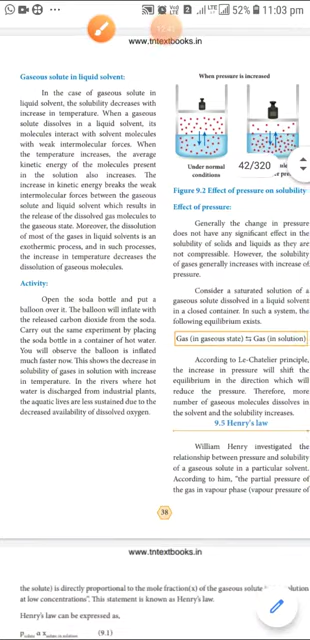 52% 11:03 pm
www.tntextbooks.in
Gaseous solute in liquid solvent:
In the case of gaseous solute in
liquid solvent, the solubility decreases with
increase in temperature. When a gaseous
solute dissolves in a liquid solvent, its
molecules interact with solvent molecules
with weak intermolecular forces. When
the temperature increases, the average
kinetic energy of the molecules present
in the solution also increases. The
increase in kinetic energy breaks the weak
intermolecular forces between the gaseous
solute and liquid solvent which results in
the release of the dissolved gas molecules to
the gaseous state. Moreover, the dissolution
of most of the gases in liquid solvents is an
exothermic process, and in such processes,
the increase in temperature decreases the
dissolution of gaseous molecules.
Activity:
Open the soda bottle and put a
balloon over it. The balloon will inflate with
the released carbon dioxide from the soda.
Carry out the same experiment by placing
the soda bottle in a container of hot water.
You will observe the balloon is inflated
much faster now. This shows the decrease in
solubility of gases in solution with increase
in temperature. In the rivers where hot
water is discharged from industrial plants,
the aquatic lives are less sustained due to the
decreased availability of dissolved oxygen.
When pressure is incresed
Under normal
conditions
42/320
Figure 9.2 Effect of pressure on solubility
Effect of pressure:
Generally the change in pressure
does not have any significant effect in the
solubility of solids and liquids as they are
not compressible. However, the solubility
of gases generally increases with increase of
pressure.
Consider a saturated solution of a
gaseous solute dissolved in a liquid solvent
in a closed container. In such a system, the
following equilibrium exists.
Gas (in gaseous state) ⇆ Gas (in solution)
According to Le-Chatelier principle,
the increase in pressure will shift the
equilibrium in the direction which will
reduce the pressure. Therefore, more
number of gaseous molecules dissolves in
the solvent and the solubility increases.
9.5 Henry's law
William Henry investigated the
relationship between pressure and solubility
of a gaseous solute in a particular solvent.
According to him, "the partial pressure of
the gas in vapour phase (vapour pressure of
38
www.tntextbooks.in
the solute) is directly proportional to the mole fraction(x) of the gaseous solute
at low concentrations". This statement is known as Henry's law.
Henry's law can be expressed as,
p solute α x solute in solution (9.1)